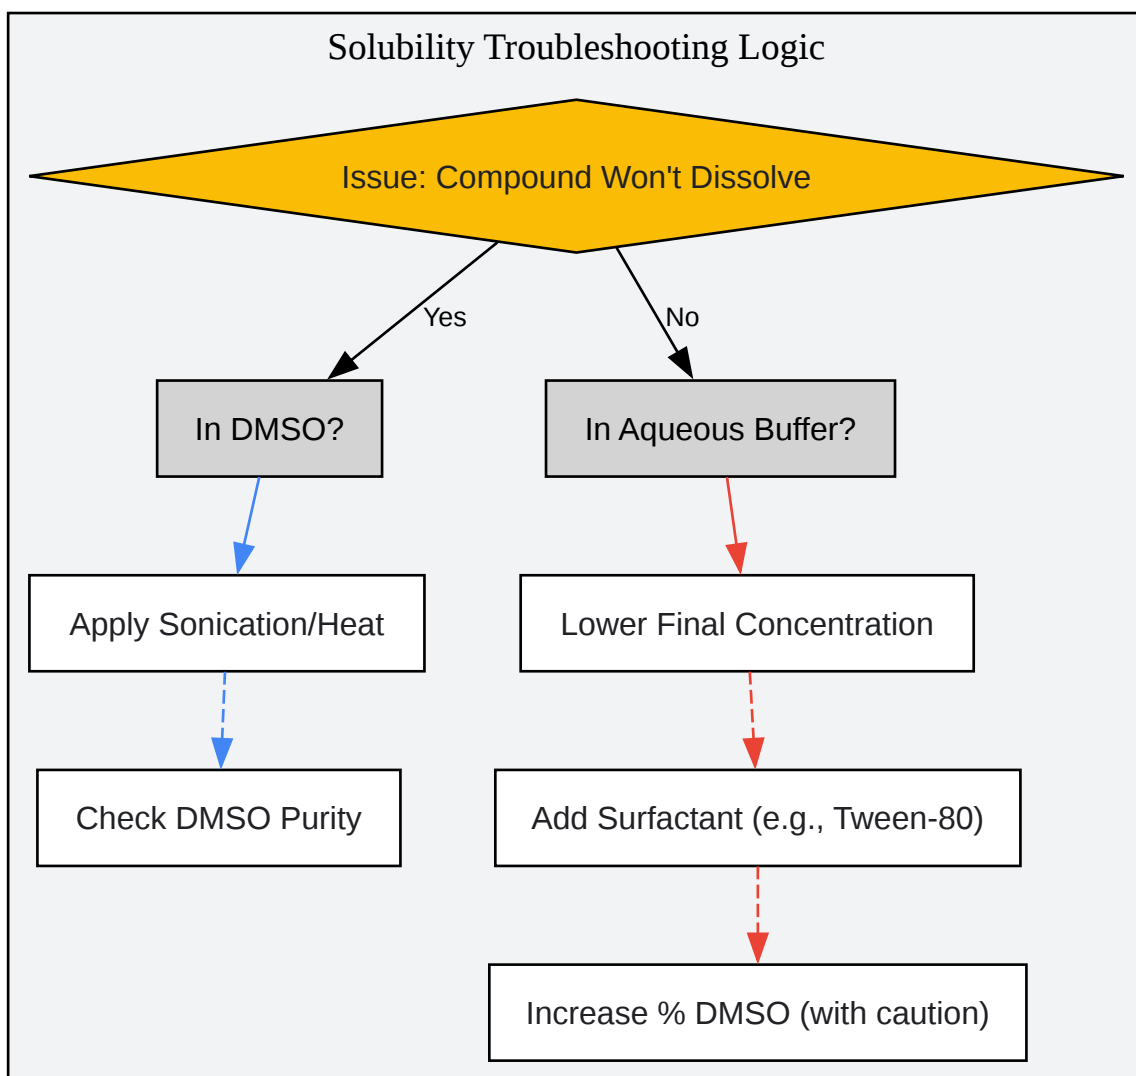 Solubility Troubleshooting Logic
Issue: Compound Won't Dissolve
Yes
No
In DMSO?
In Aqueous Buffer?
Apply Sonication/Heat
Lower Final Concentration
Check DMSO Purity
Add Surfactant (e.g., Tween-80)
Increase % DMSO (with caution)